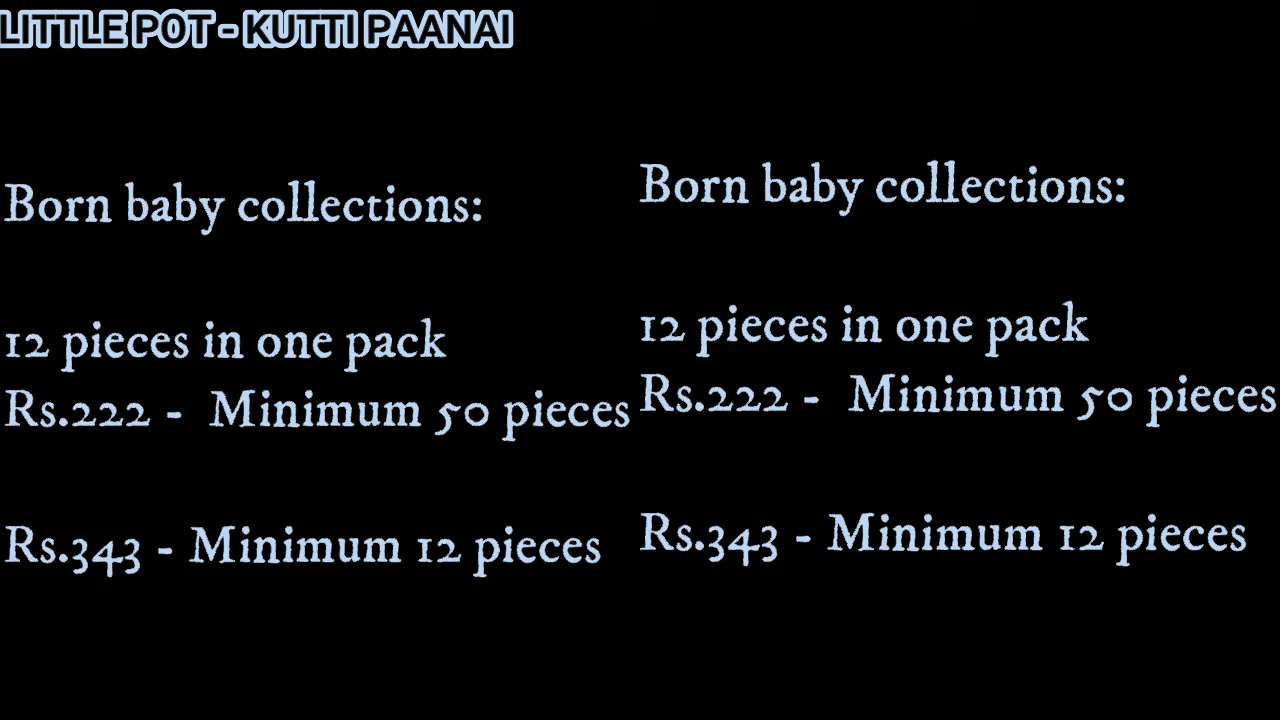 LITTLE POT - KUTTI PAANAI
Born baby collections:
12 pieces in one pack
Rs.222 - Minimum 50 pieces
Rs.343 - Minimum 12 pieces
Born baby collections:
12 pieces in one pack
Rs.222 - Minimum 50 pieces
Rs.343 - Minimum 12 pieces